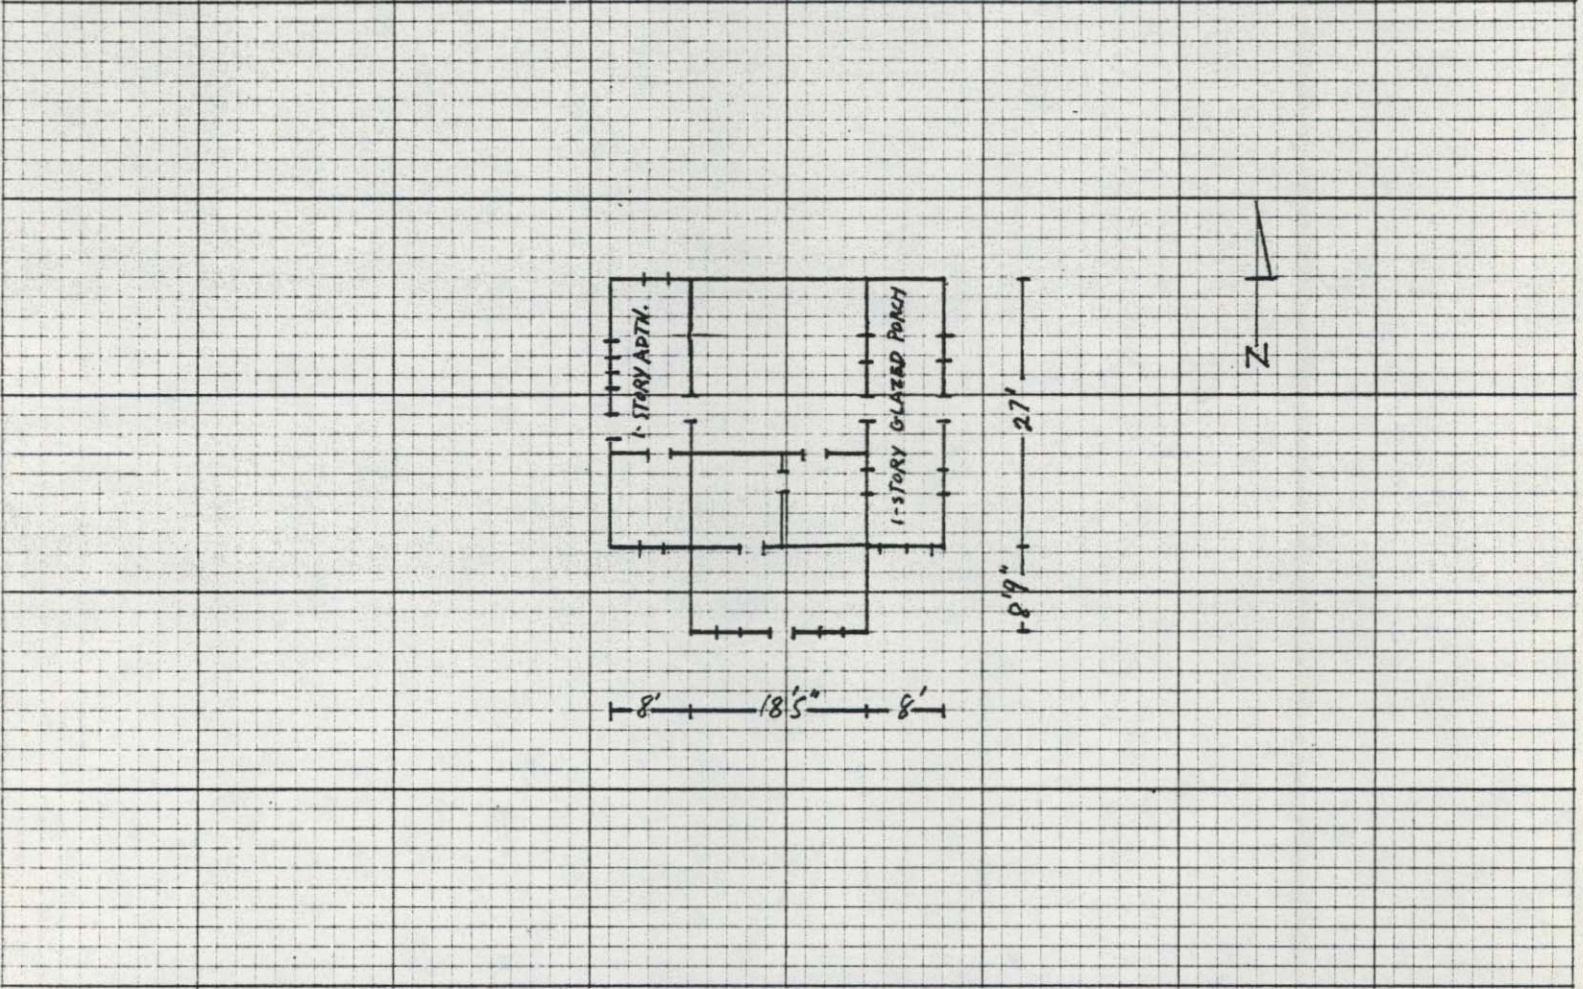 1-STORY ADTN.
1-STORY GLAZED PORCH
27'
8'9"
8'
18'5"
8'
N